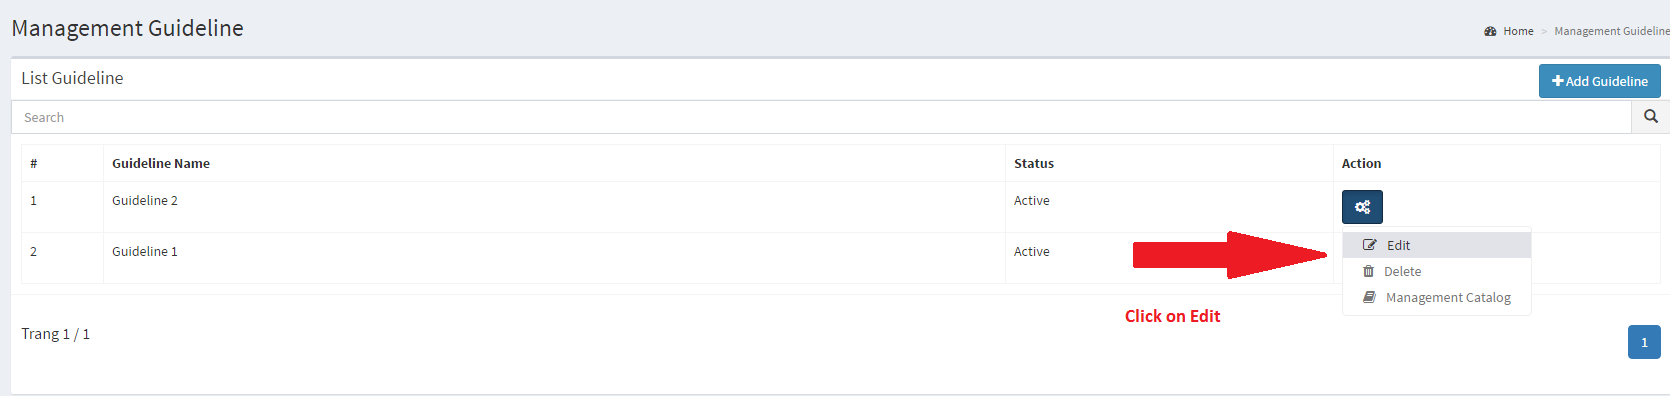 Management Guideline
Home > Management Guideline
List Guideline
Add Guideline
Search
# Guideline Name Status Action
1 Guideline 2 Active
2 Guideline 1 Active
Edit
Delete
Management Catalog
Click on Edit
Trang 1 / 1
1